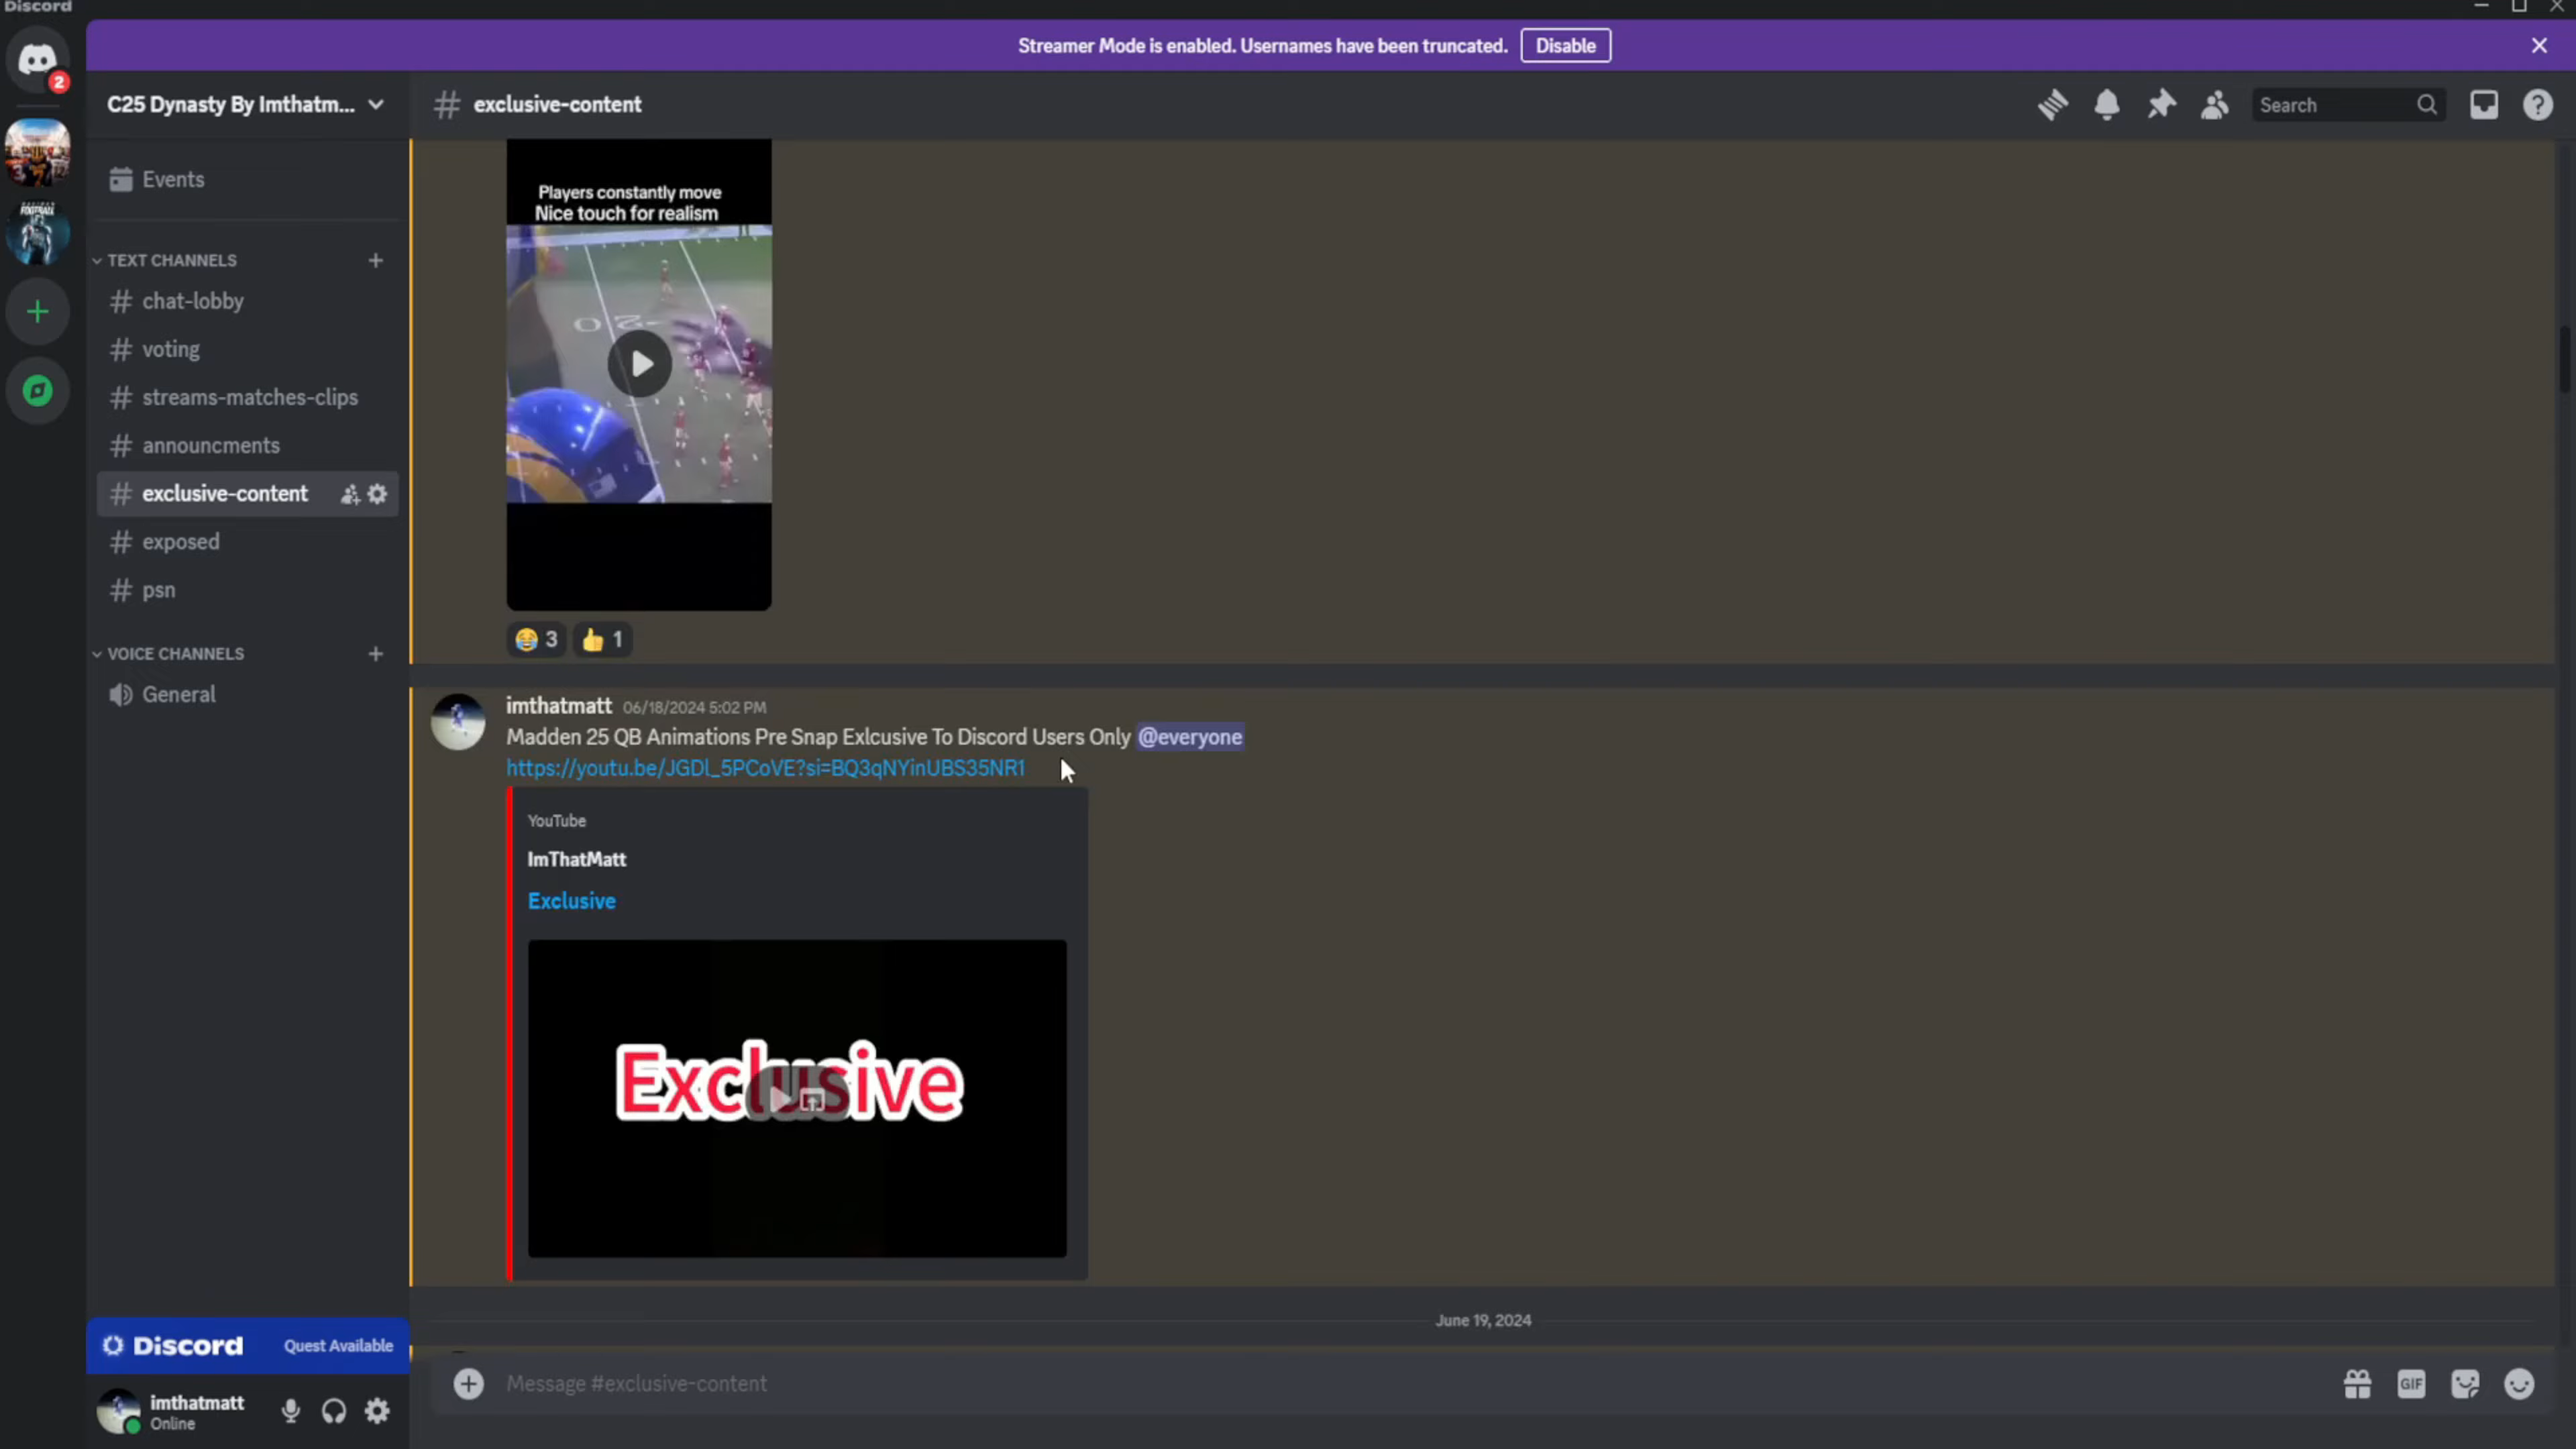 Discord
Streamer Mode is enabled. Usernames have been truncated.
Disable
2
C25 Dynasty By Imthatm...
exclusive-content
Search
FOOTBALL
Events
TEXT CHANNELS
chat-lobby
voting
streams-matches-clips
announcments
exclusive-content
exposed
psn
VOICE CHANNELS
General
Players constantly move
Nice touch for realism
3
1
imthatmatt 06/18/2024 5:02 PM
Madden 25 QB Animations Pre Snap Exlcusive To Discord Users Only @everyone
https://youtu.be/JGDl_5PCoVE?si=BQ3qNYinUBS35NR1
YouTube
ImThatMatt
Exclusive
Exclusive
June 19, 2024
Discord
Quest Available
imthatmatt
Online
Message #exclusive-content
GIF